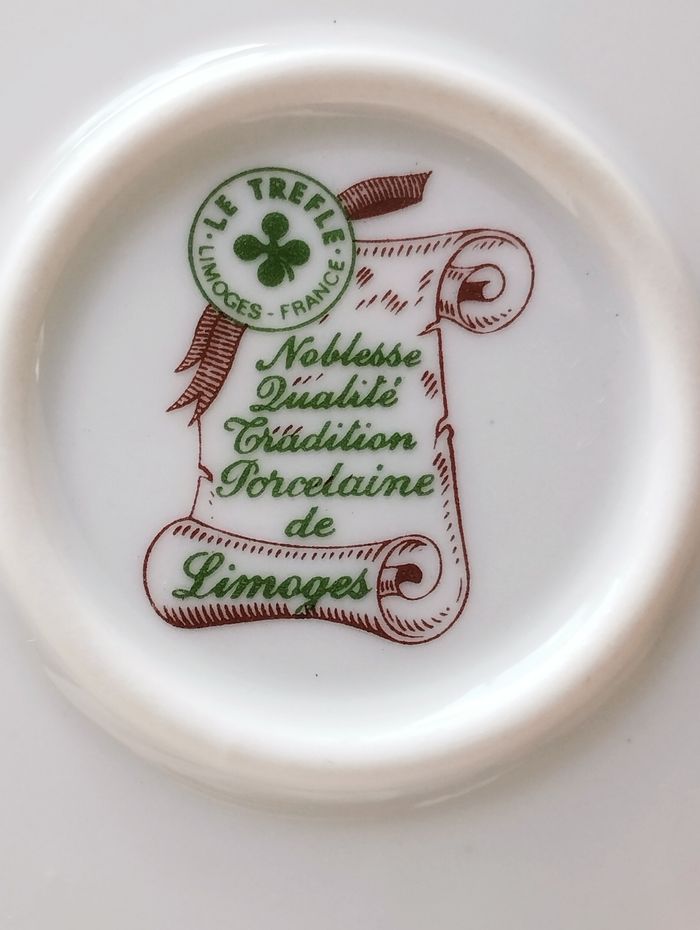 LE TREFLE
LIMOGES - FRANCE
Noblesse
Qualité
Tradition
Porcelaine
de
Limoges